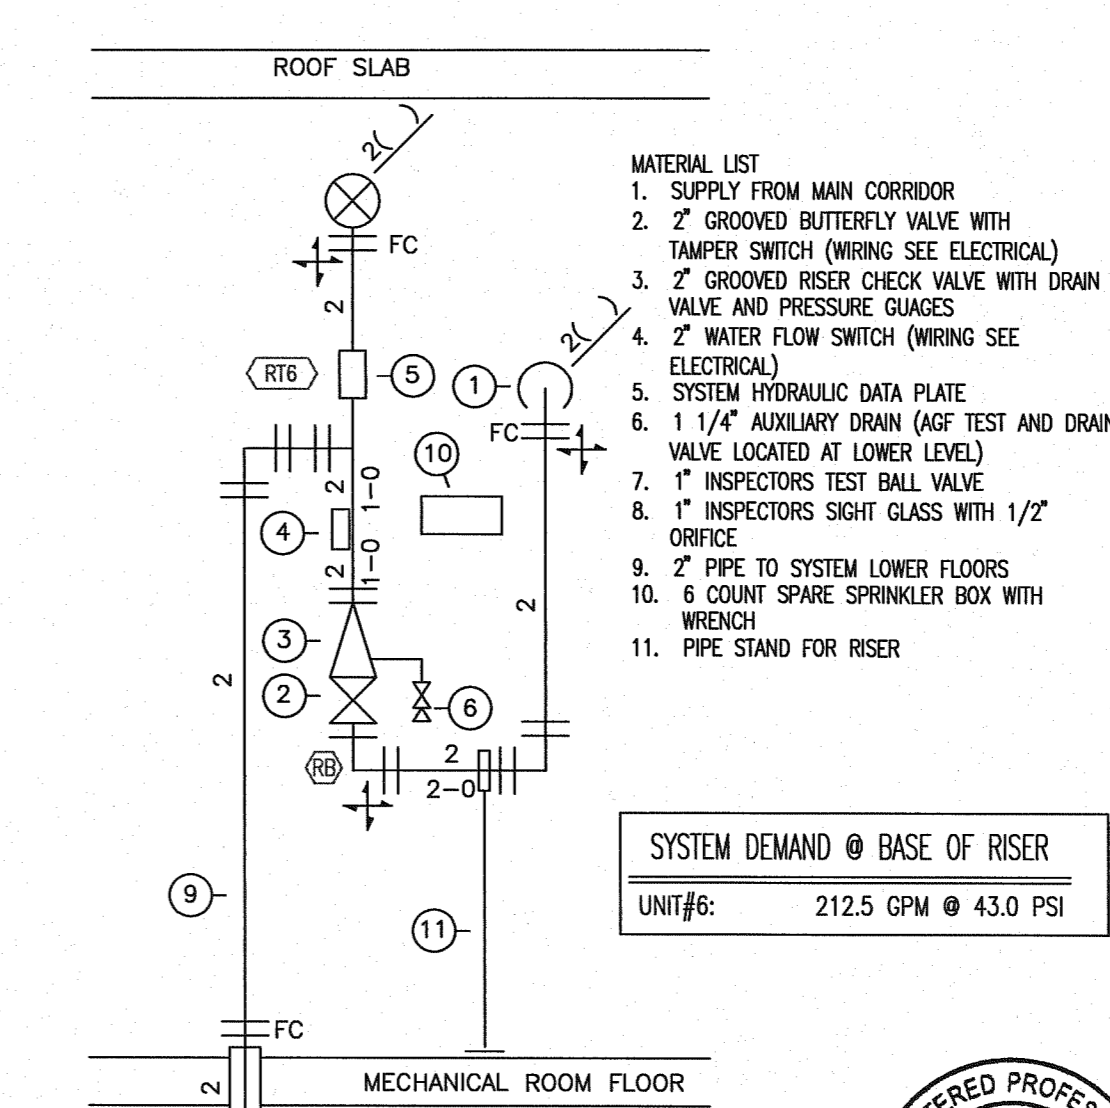 ROOF SLAB
2( )
FC
2
RT6
5
1
2( )
FC
10
2
1-0
4
2
1-0
2
3
2
2
6
RB
2
2-0
9
11
FC
2
MECHANICAL ROOM FLOOR
MATERIAL LIST
1. SUPPLY FROM MAIN CORRIDOR
2. 2" GROOVED BUTTERFLY VALVE WITH
TAMPER SWITCH (WIRING SEE ELECTRICAL)
3. 2" GROOVED RISER CHECK VALVE WITH DRAIN
VALVE AND PRESSURE GUAGES
4. 2" WATER FLOW SWITCH (WIRING SEE
ELECTRICAL)
5. SYSTEM HYDRAULIC DATA PLATE
6. 1 1/4" AUXILIARY DRAIN (AGF TEST AND DRAIN
VALVE LOCATED AT LOWER LEVEL)
7. 1" INSPECTORS TEST BALL VALVE
8. 1" INSPECTORS SIGHT GLASS WITH 1/2"
ORIFICE
9. 2" PIPE TO SYSTEM LOWER FLOORS
10. 6 COUNT SPARE SPRINKLER BOX WITH
WRENCH
11. PIPE STAND FOR RISER
SYSTEM DEMAND @ BASE OF RISER
UNIT#6: 212.5 GPM @ 43.0 PSI